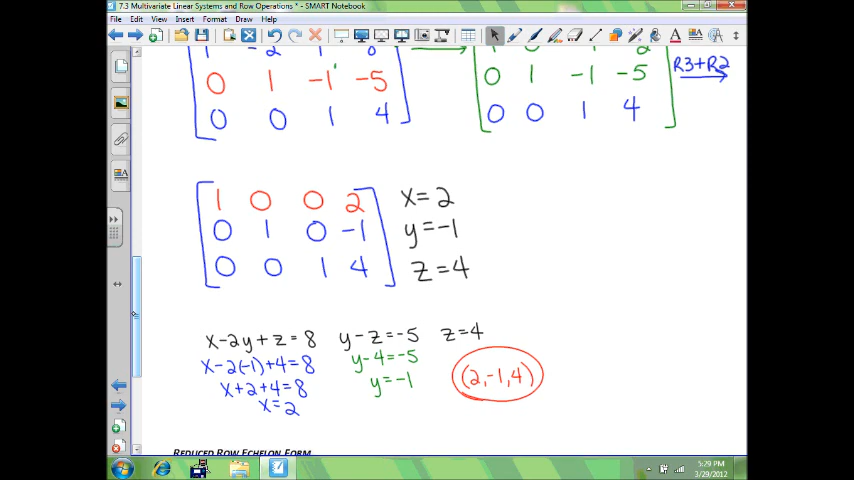 7.3 Multivariate Linear Systems and Row Operations * - SMART Notebook
File Edit View Insert Format Draw Help
1 -2 1 8
0 1 -1 -5
0 0 1 4
0 1 -1 -5
0 0 1 4
R3+R2
1 0 0 2
0 1 0 -1
0 0 1 4
x=2
y=-1
z=4
x-2y+z=8
x-2(-1)+4=8
x+2+4=8
x=2
y-z=-5
y-4=-5
y=-1
z=4
(2,-1,4)
REDUCED ROW ECHELON FORM
5:29 PM
3/29/2012